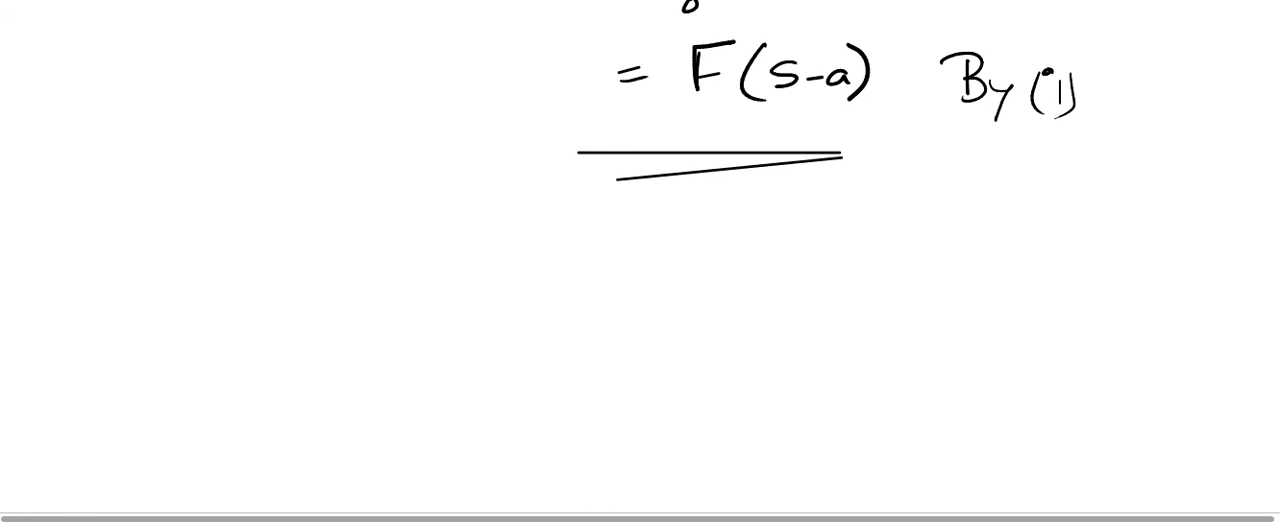 = F(s-a) By (1)